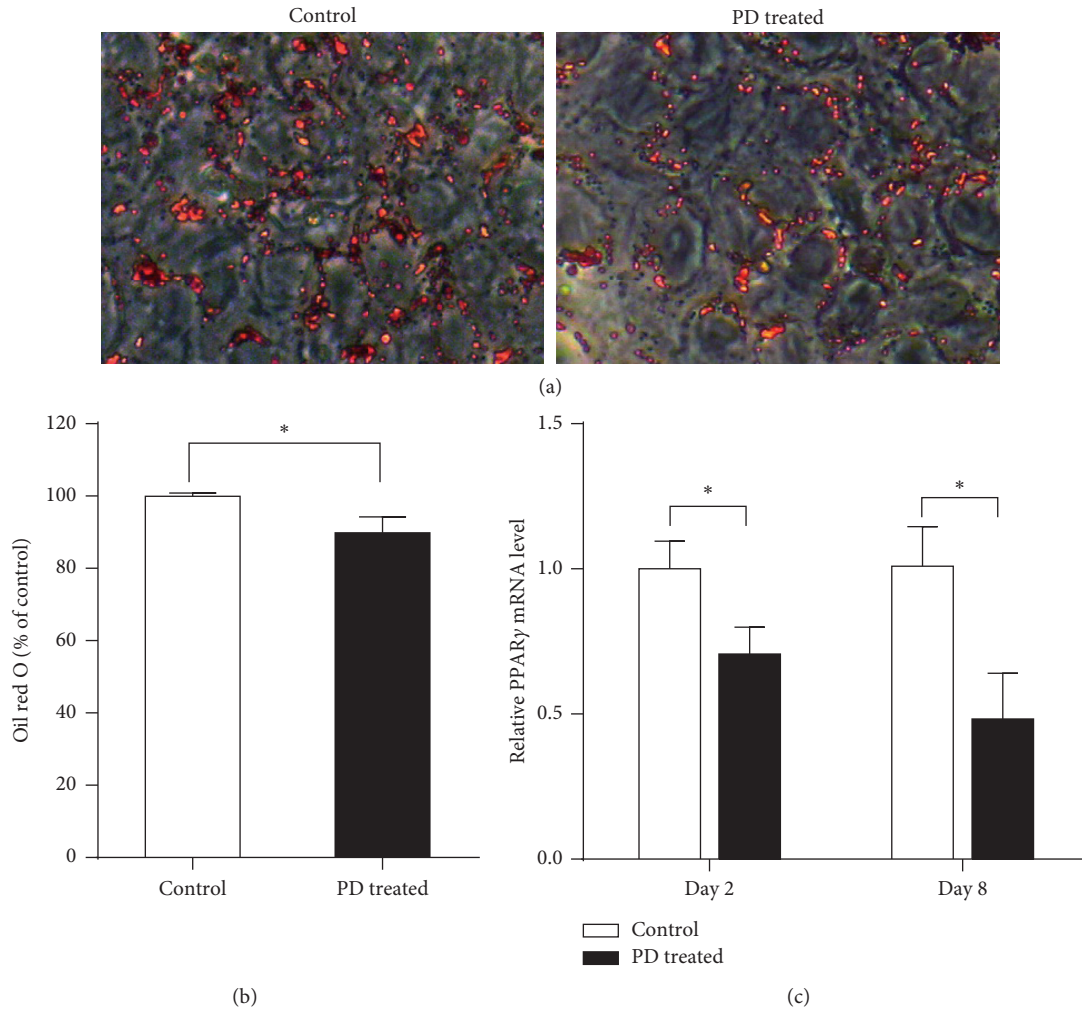 Control
PD treated
(a)
120
100
80
60
40
20
0
Oil red O (% of control)
*
Control
PD treated
(b)
1.5
1.0
0.5
0.0
Relative PPARγ mRNA level
*
*
Day 2
Day 8
Control
PD treated
(c)